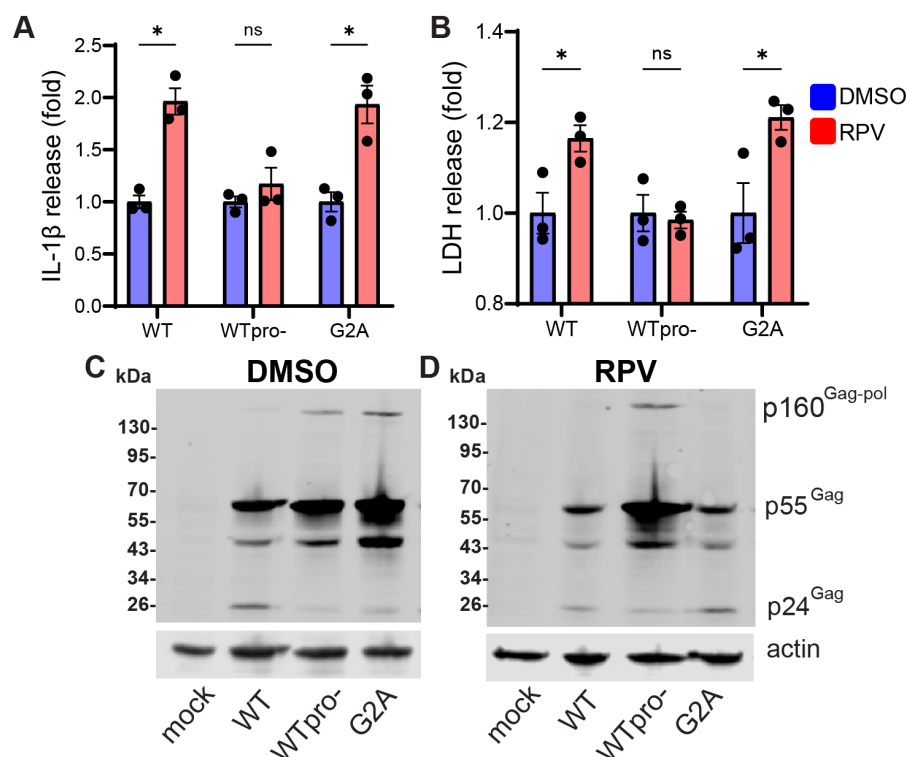 A
IL-1β release (fold)
2.5
2.0
1.5
1.0
0.5
0.0
* ns *
WT WTpro- G2A
B
LDH release (fold)
1.4
1.2
1.0
0.8
* ns *
WT WTpro- G2A
DMSO
RPV
C kDa DMSO
130-
95-
70-
55-
43-
34-
26-
mock WT WTpro- G2A
D kDa RPV
130-
95-
70-
55-
43-
34-
26-
p160Gag-pol
p55Gag
p24Gag
actin
mock WT WTpro- G2A